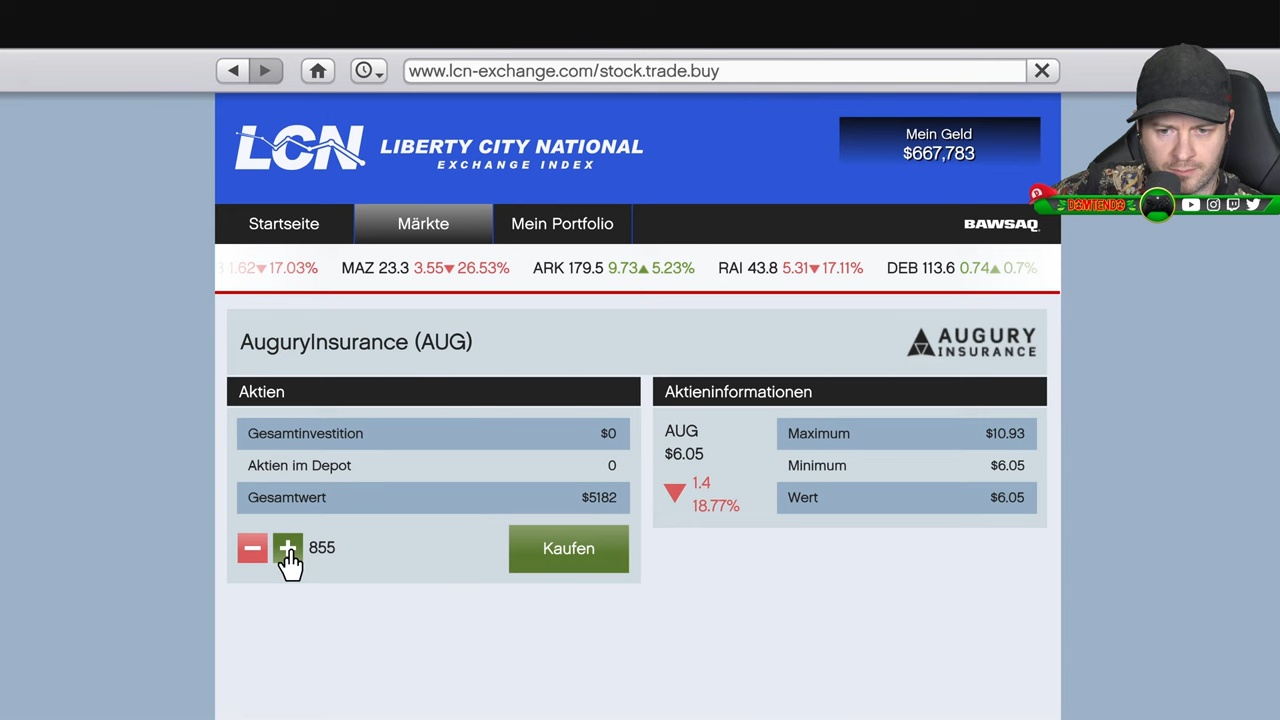 www.lcn-exchange.com/stock.trade.buy
LCN LIBERTY CITY NATIONAL
EXCHANGE INDEX
Mein Geld
$667,783
DOMTENDO
Startseite
Märkte
Mein Portfolio
BAWSAQ
1.62 17.03% MAZ 23.3 3.55 26.53% ARK 179.5 9.73 5.23% RAI 43.8 5.31 17.11% DEB 113.6 0.74 0.7%
AuguryInsurance (AUG)
AUGURY
INSURANCE
Aktien
Gesamtinvestition $0
Aktien im Depot 0
Gesamtwert $5182
855
Kaufen
Aktieninformationen
AUG
$6.05
1.4
18.77%
Maximum $10.93
Minimum $6.05
Wert $6.05